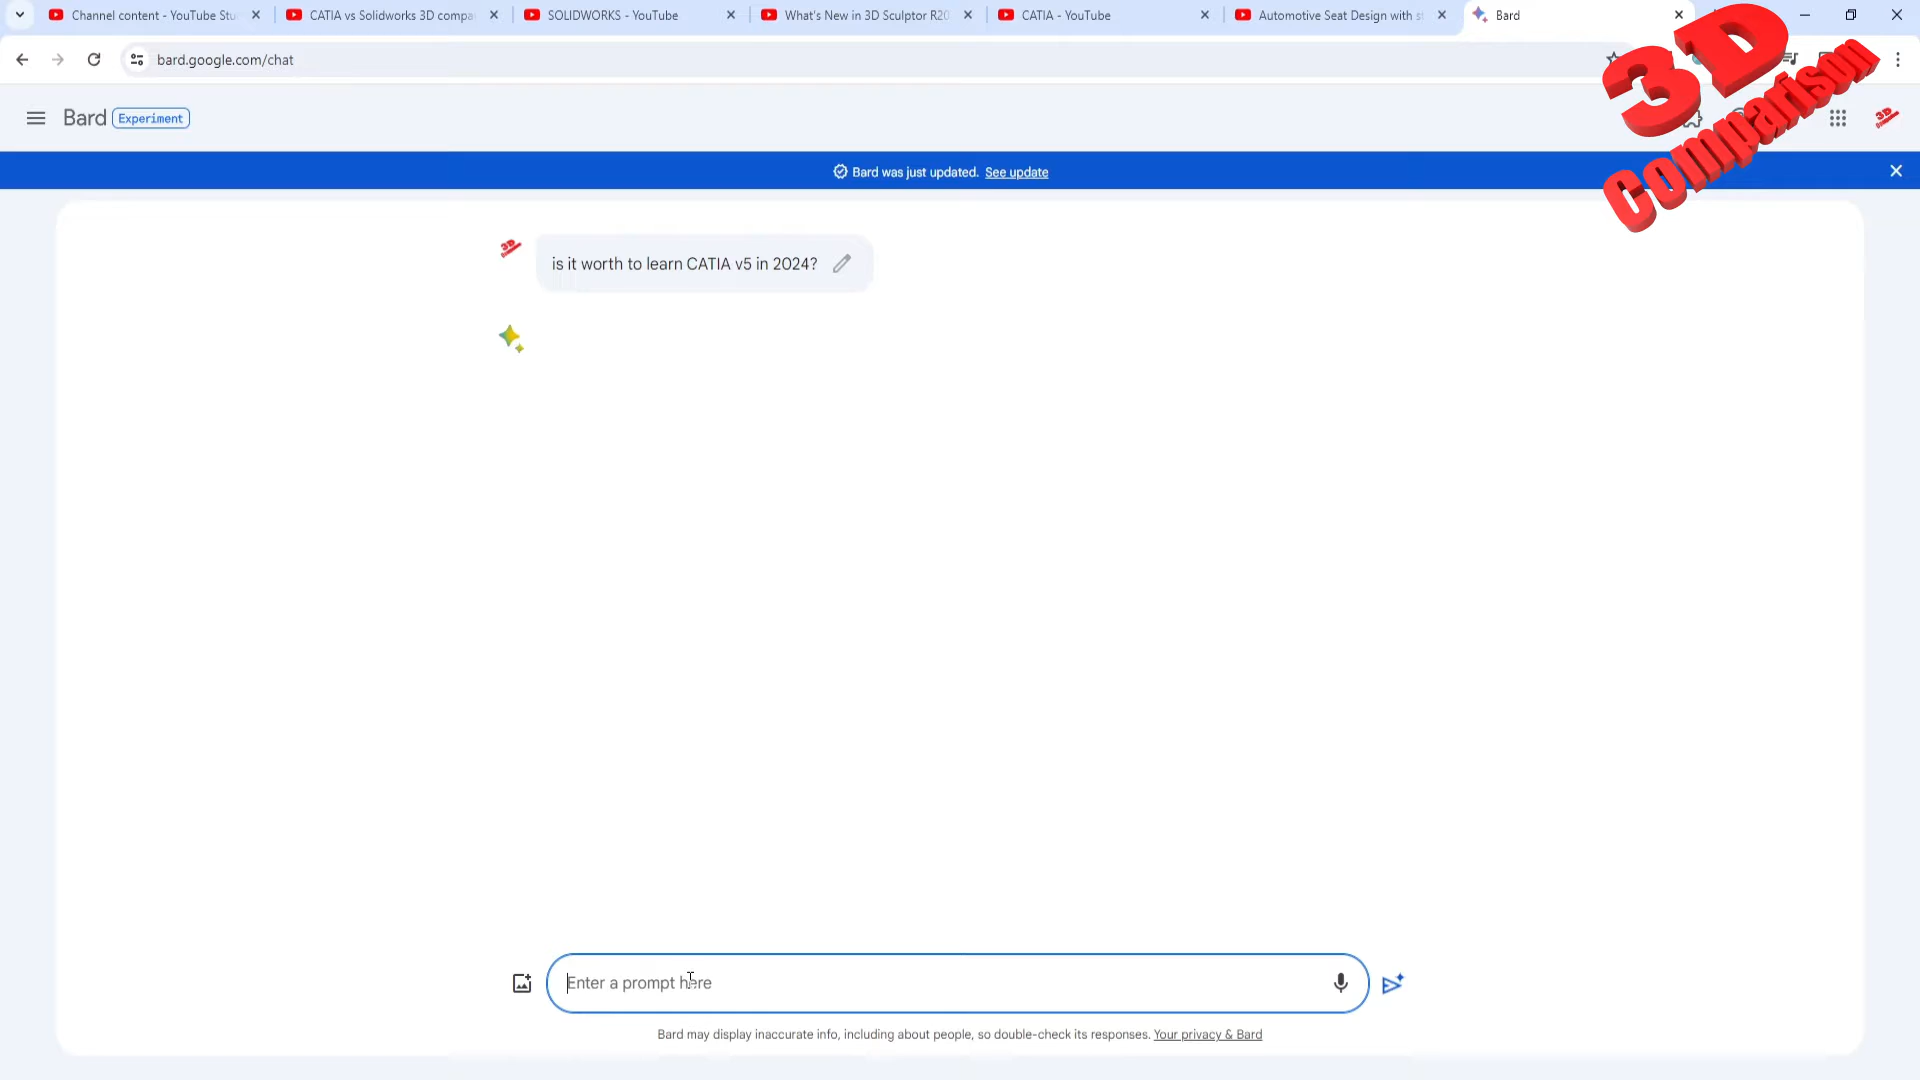 Channel content - YouTube Stu
CATIA vs Solidworks 3D compa
SOLIDWORKS - YouTube
What's New in 3D Sculptor R20
CATIA - YouTube
Automotive Seat Design with s
Bard
bard.google.com/chat
Bard
Experiment
3D
Comparison
Bard was just updated. See update
is it worth to learn CATIA v5 in 2024?
Enter a prompt here
Bard may display inaccurate info, including about people, so double-check its responses. Your privacy & Bard